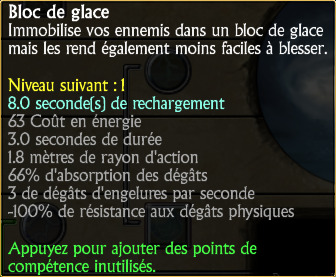 Bloc de glace
Immobilise vos ennemis dans un bloc de glace
mais les rend également moins faciles à blesser.
Niveau suivant : 1
8.0 seconde(s) de rechargement
63 Coût en énergie
3.0 secondes de durée
1.8 mètres de rayon d'action
66% d'absorption des dégâts
3 de dégâts d'engelures par seconde
-100% de résistance aux dégâts physiques
Appuyez pour ajouter des points de
compétence inutilisés.